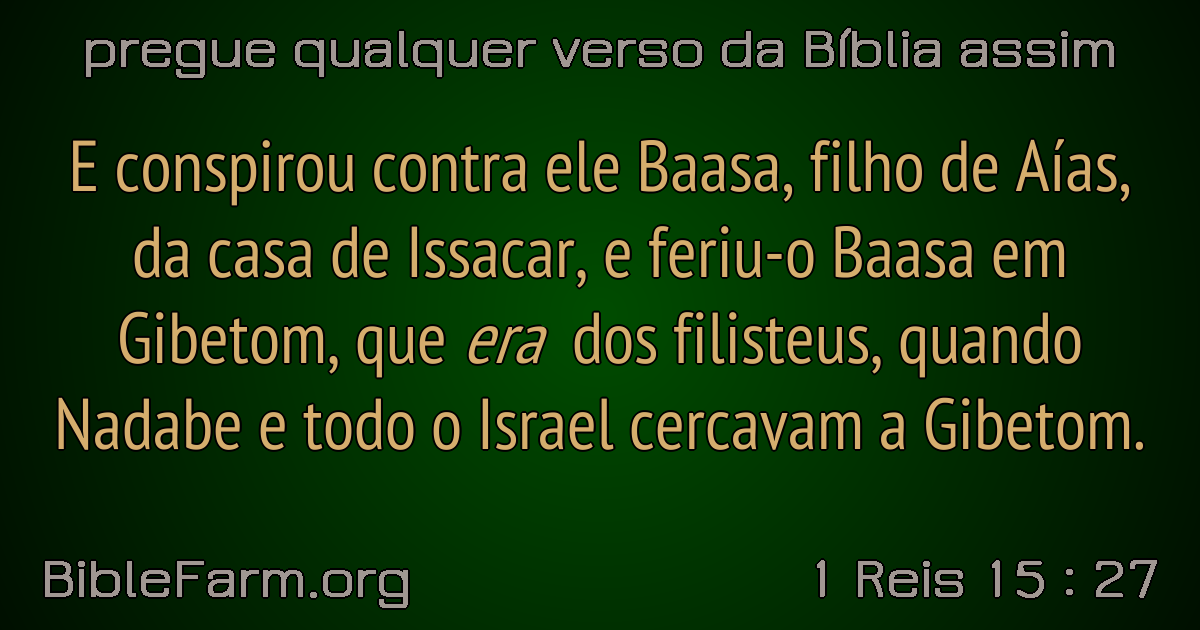 pregue qualquer verso da Bíblia assim
E conspirou contra ele Baasa, filho de Aías,
da casa de Issacar, e feriu-o Baasa em
Gibetom, que era dos filisteus, quando
Nadabe e todo o Israel cercavam a Gibetom.
BibleFarm.org
1 Reis 15 : 27